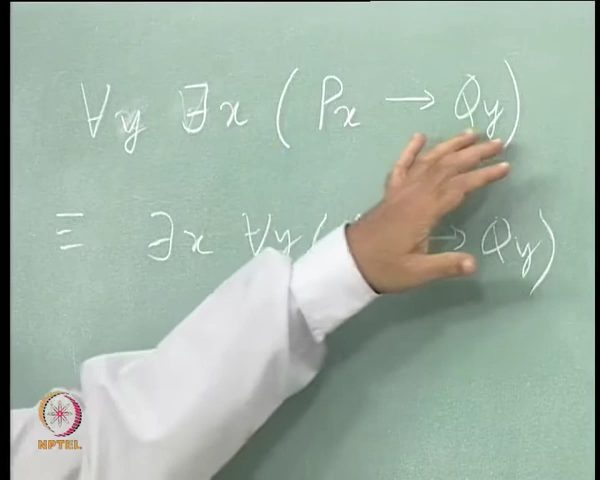 ∀y ∃x ( Px → Qy )
≡ ∃x ∀y ( → Qy )
NPTEL